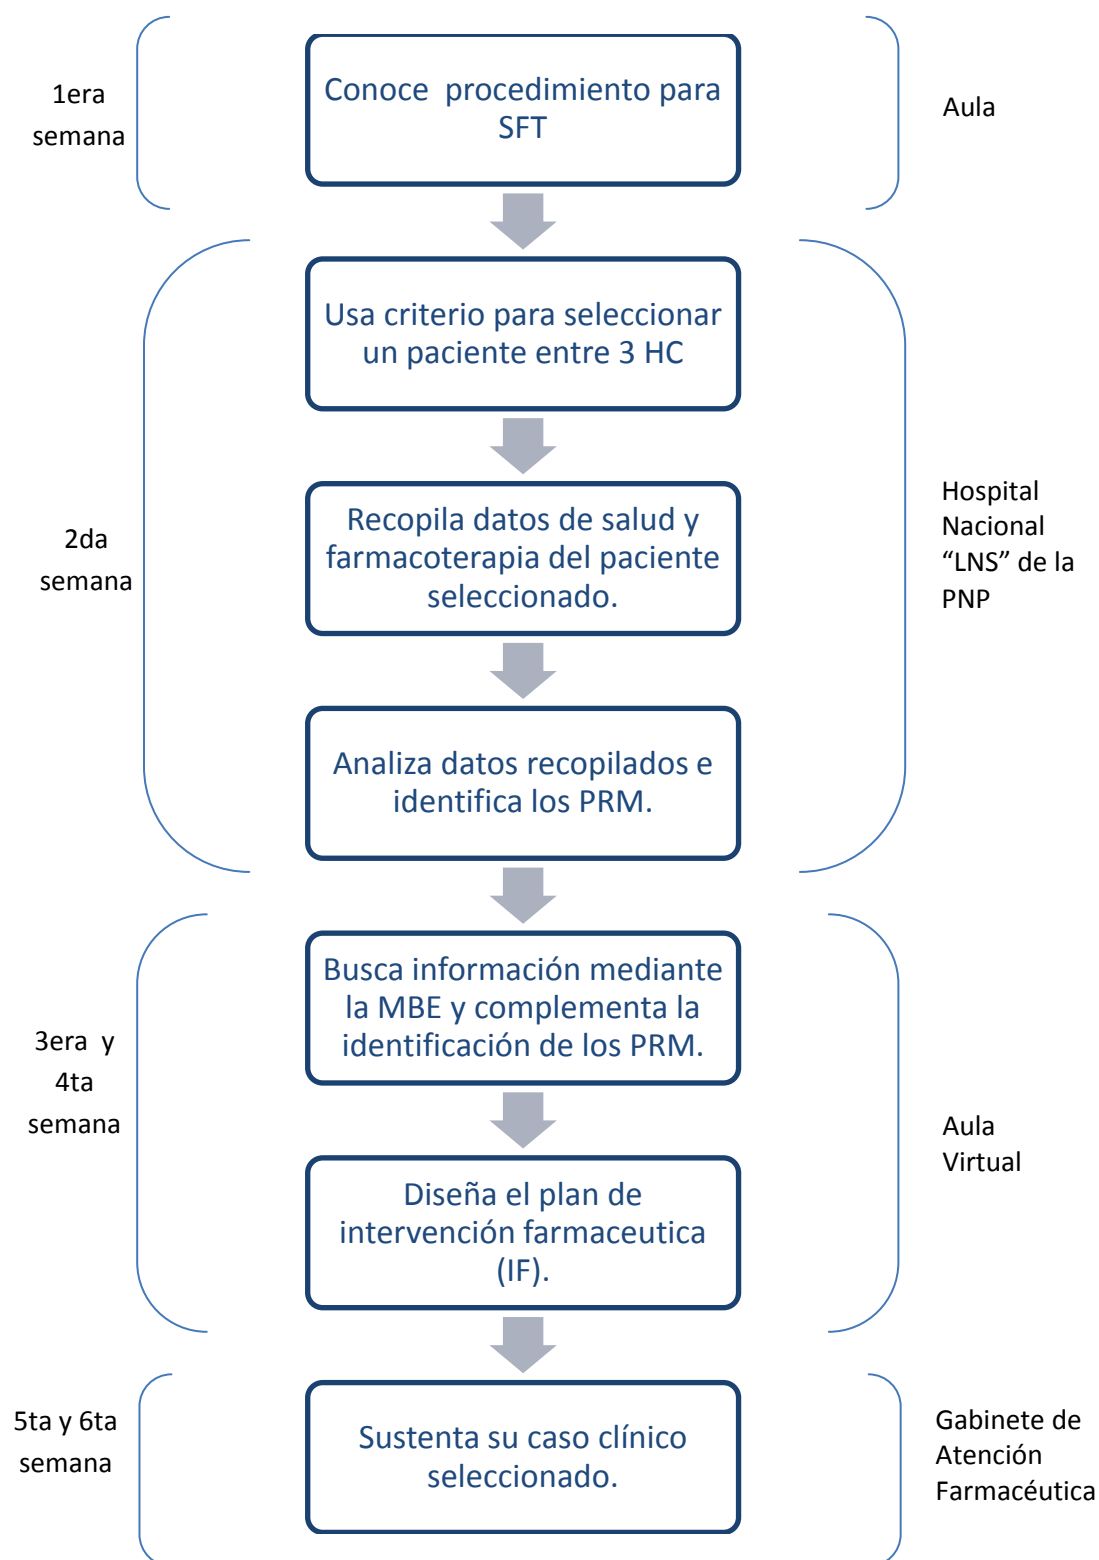 1era
semana
Conoce procedimiento para
SFT
Aula
Usa criterio para seleccionar
un paciente entre 3 HC
2da
semana
Recopila datos de salud y
farmacoterapia del paciente
seleccionado.
Hospital
Nacional
“LNS” de la
PNP
Analiza datos recopilados e
identifica los PRM.
3era y
4ta
semana
Busca información mediante
la MBE y complementa la
identificación de los PRM.
Aula
Virtual
Diseña el plan de
intervención farmaceutica
(IF).
5ta y 6ta
semana
Sustenta su caso clínico
seleccionado.
Gabinete de
Atención
Farmacéutica